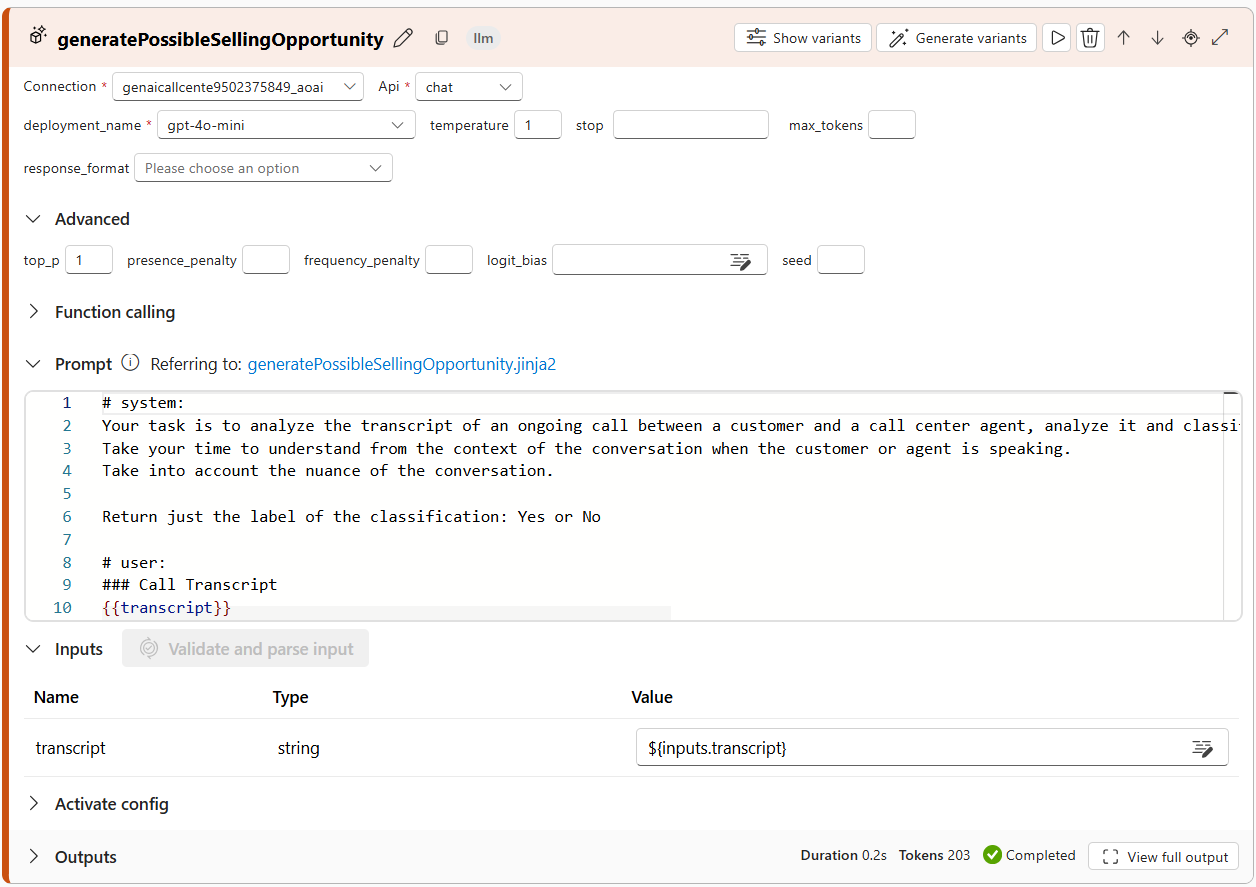 generatePossibleSellingOpportunity llm Show variants Generate variants
Connection * genaicallcente9502375849_aoai Api * chat
deployment_name * gpt-4o-mini temperature 1 stop max_tokens
response_format Please choose an option
Advanced
top_p 1 presence_penalty frequency_penalty logit_bias seed
Function calling
Prompt Referring to: generatePossibleSellingOpportunity.jinja2
1 # system:
2 Your task is to analyze the transcript of an ongoing call between a customer and a call center agent, analyze it and classi
3 Take your time to understand from the context of the conversation when the customer or agent is speaking.
4 Take into account the nuance of the conversation.
5
6 Return just the label of the classification: Yes or No
7
8 # user:
9 ### Call Transcript
10 {{transcript}}
Inputs Validate and parse input
Name Type Value
transcript string ${inputs.transcript}
Activate config
Outputs Duration 0.2s Tokens 203 Completed View full output